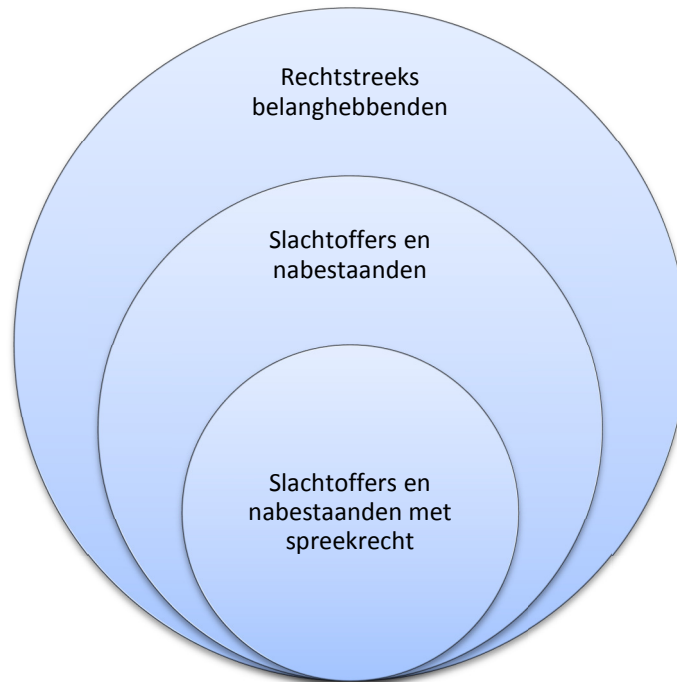 Rechtstreeks
belanghebbenden
Slachtoffers en
nabestaanden
Slachtoffers en
nabestaanden met
spreekrecht